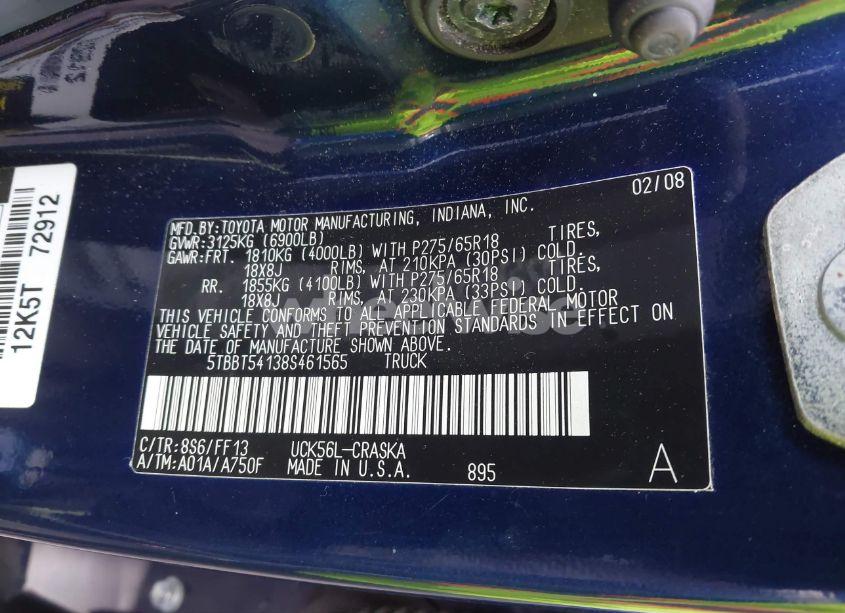 02/08
MFD.BY:TOYOTA MOTOR MANUFACTURING, INDIANA, INC.
GVWR:3125KG (6900LB)
GAWR:FRT. 1810KG (4000LB) WITH P275/65R18 TIRES,
18X8J RIMS, AT 210KPA (30PSI) COLD.
RR. 1855KG (4100LB) WITH P275/65R18 TIRES,
18X8J RIMS, AT 230KPA (33PSI) COLD.
THIS VEHICLE CONFORMS TO ALL APPLICABLE FEDERAL MOTOR
VEHICLE SAFETY AND THEFT PREVENTION STANDARDS IN EFFECT ON
THE DATE OF MANUFACTURE SHOWN ABOVE.
5TBBT54138S461565 TRUCK
C/TR:8S6/FF13 UCK56L-CRASKA
A/TM:A01A/A750F MADE IN U.S.A. 895 A
12K5T 72912